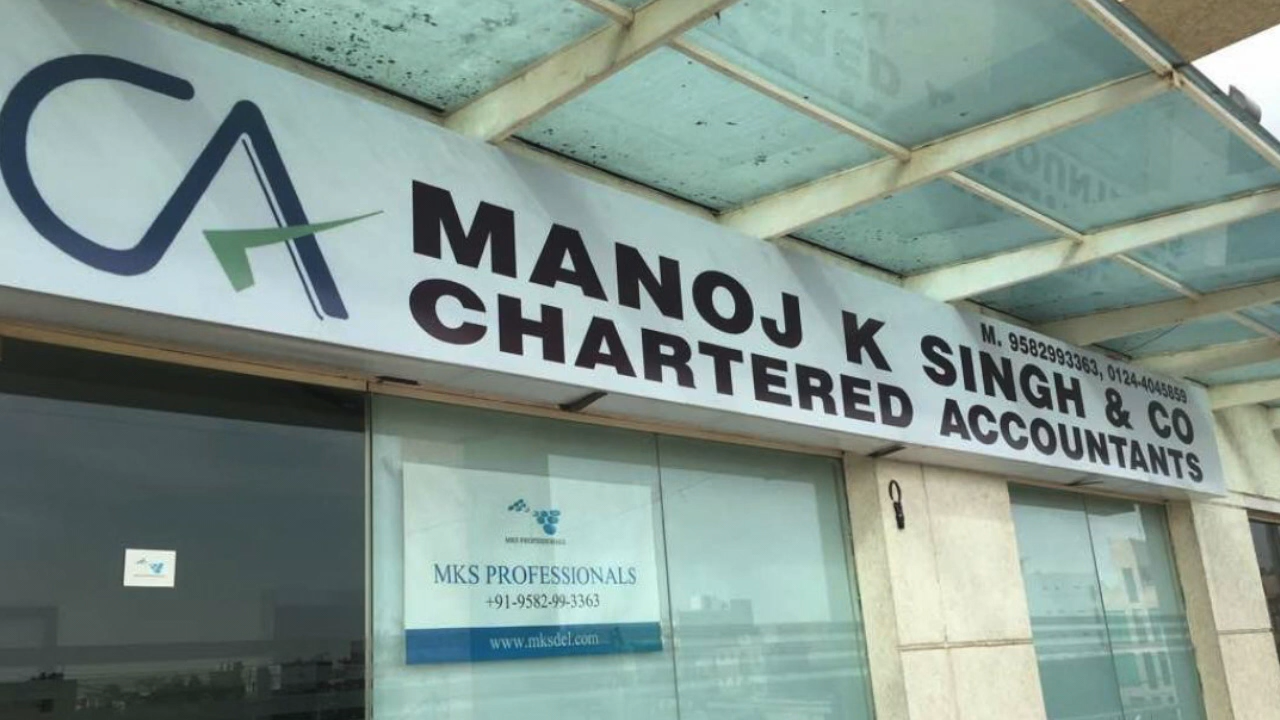 CA
MANOJ K SINGH & CO
M. 9582993363, 0124-4045859
CHARTERED ACCOUNTANTS
MKS PROFESSIONALS
MKS PROFESSIONALS
+91-9582-99-3363
www.mksdel.com